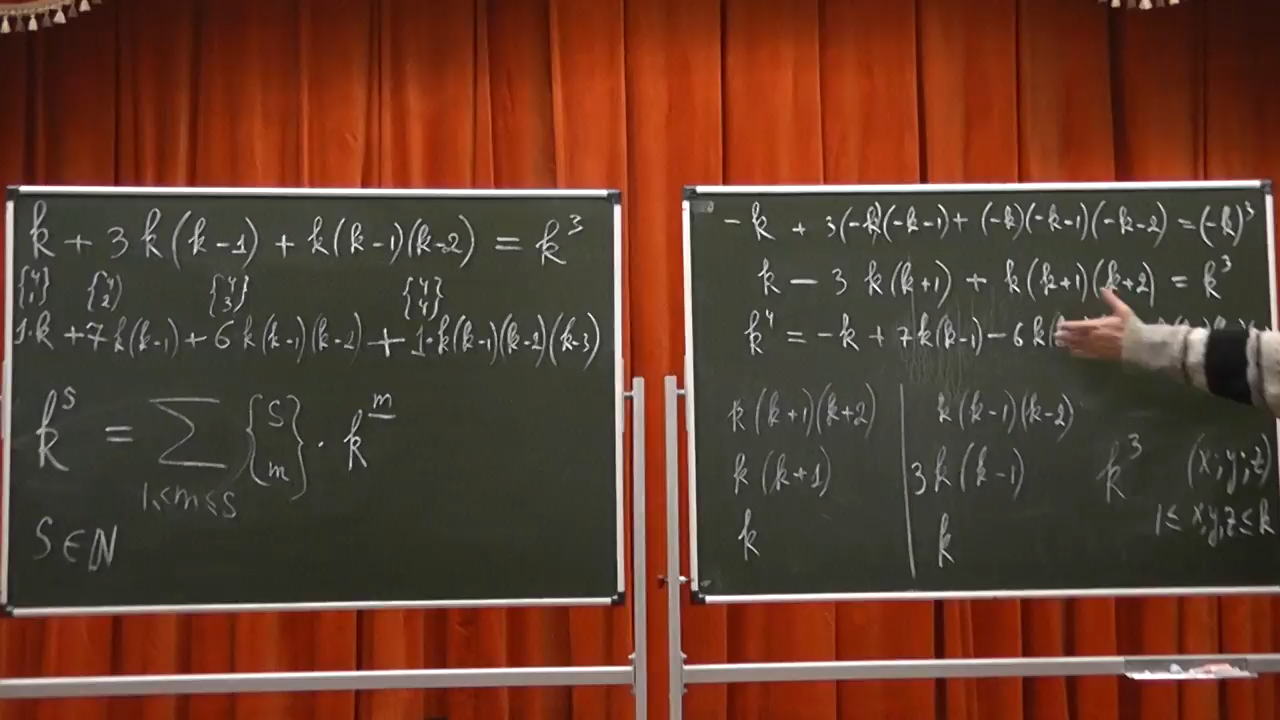 k + 3k(k-1) + k(k-1)(k-2) = k³
{4 1} {4 2} {4 3} {4 4}
1·k + 7k(k-1) + 6k(k-1)(k-2) + 1·k(k-1)(k-2)(k-3)
kˢ = ∑ {s m} · k^m̲
1≤m≤s
S∈ℕ
-k + 3(-k)(-k-1) + (-k)(-k-1)(-k-2) = (-k)³
k - 3k(k+1) + k(k+1)(k+2) = k³
k⁴ = -k + 7k(k-1) - 6k(
k(k+1)(k+2) | k(k-1)(k-2)
k(k+1) | 3k(k-1) k³ (x;y;z)
k | k 1≤x,y,z≤k